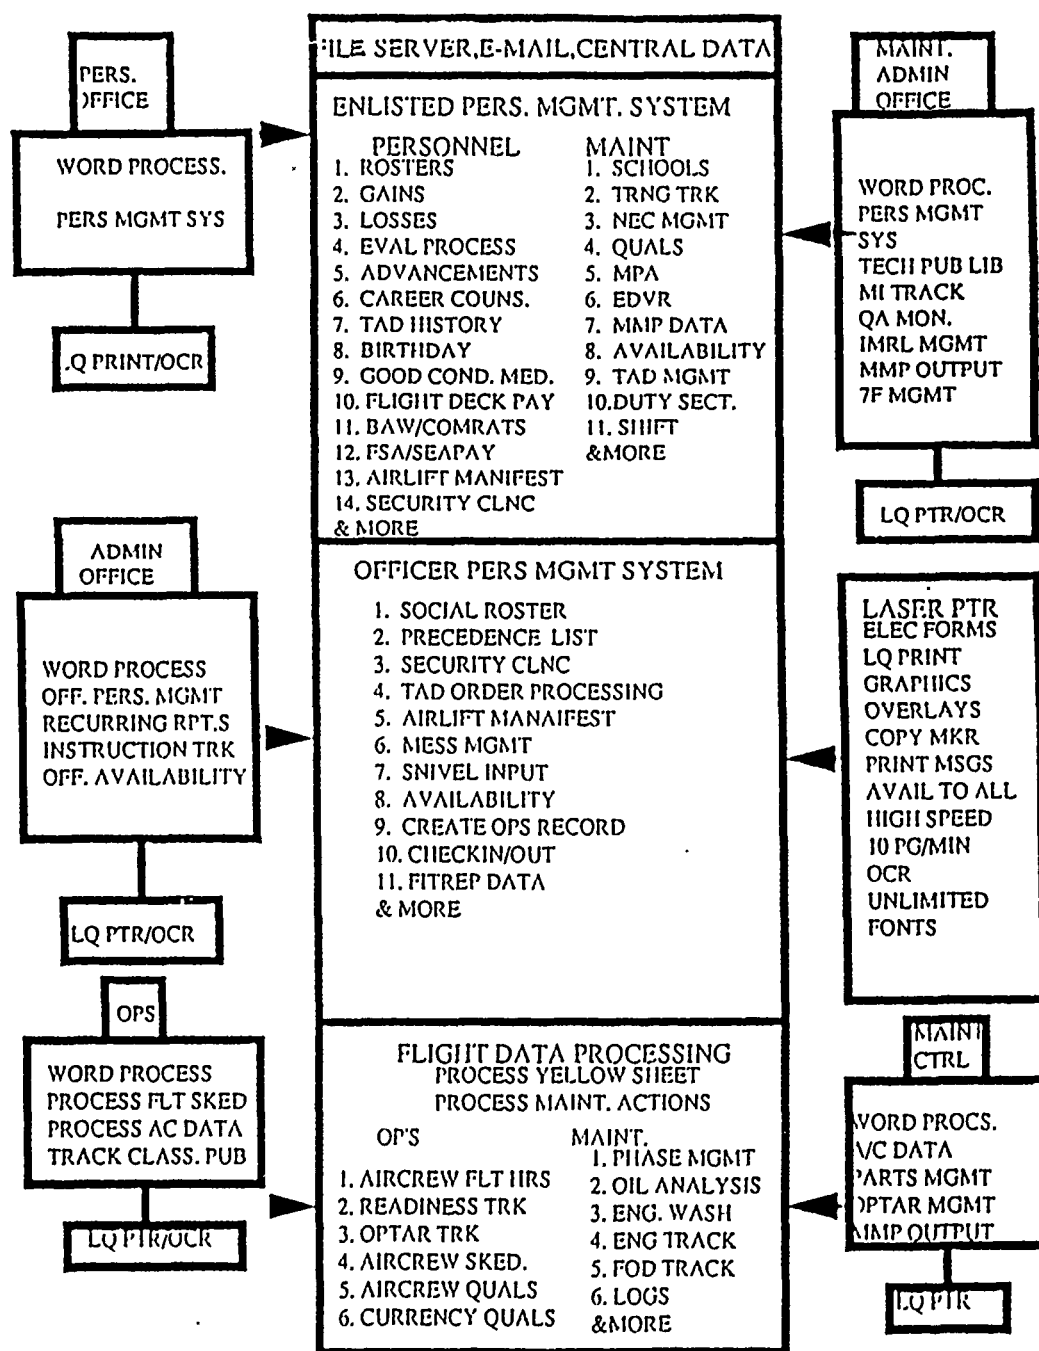 PERS.
OFFICE
WORD PROCESS.
PERS MGMT SYS
LQ PRINT/OCR
ADMIN
OFFICE
WORD PROCESS
OFF. PERS. MGMT
RECURRING RPT,S
INSTRUCTION TRK
OFF. AVAILABILITY
LQ PTR/OCR
OPS
WORD PROCESS
PROCESS FLT SKED
PROCESS AC DATA
TRACK CLASS. PUB
LQ PTR/OCR
FILE SERVER,E-MAIL,CENTRAL DATA
ENLISTED PERS. MGMT. SYSTEM
PERSONNEL
1. ROSTERS
2. GAINS
3. LOSSES
4. EVAL PROCESS
5. ADVANCEMENTS
6. CAREER COUNS.
7. TAD HISTORY
8. BIRTHDAY
9. GOOD COND. MED.
10. FLIGHT DECK PAY
11. BAW/COMRATS
12. FSA/SEAPAY
13. AIRLIFT MANIFEST
14. SECURITY CLNC
& MORE
MAINT
1. SCHOOLS
2. TRNG TRK
3. NEC MGMT
4. QUALS
5. MPA
6. EDVR
7. MMP DATA
8. AVAILABILITY
9. TAD MGMT
10.DUTY SECT.
11. SHIFT
&MORE
OFFICER PERS MGMT SYSTEM
1. SOCIAL ROSTER
2. PRECEDENCE LIST
3. SECURITY CLNC
4. TAD ORDER PROCESSING
5. AIRLIFT MANAIFEST
6. MESS MGMT
7. SNIVEL INPUT
8. AVAILABILITY
9. CREATE OPS RECORD
10. CHECKIN/OUT
11. FITREP DATA
& MORE
FLIGHT DATA PROCESSING
PROCESS YELLOW SHEET
PROCESS MAINT. ACTIONS
OPS
1. AIRCREW FLT HRS
2. READINESS TRK
3. OPTAR TRK
4. AIRCREW SKED.
5. AIRCREW QUALS
6. CURRENCY QUALS
MAINT.
1. PHASE MGMT
2. OIL ANALYSIS
3. ENG. WASH
4. ENG TRACK
5. FOD TRACK
6. LOGS
&MORE
MAINT.
ADMIN
OFFICE
WORD PROC.
PERS MGMT
SYS
TECH PUB LIB
MI TRACK
QA MON.
IMRL MGMT
MMP OUTPUT
7F MGMT
LQ PTR/OCR
LASER PTR
ELEC FORMS
LQ PRINT
GRAPHICS
OVERLAYS
COPY MKR
PRINT MSGS
AVAIL TO ALL
HIGH SPEED
10 PG/MIN
OCR
UNLIMITED
FONTS
MAINT
CTRL
WORD PROCS.
A/C DATA
PARTS MGMT
OPTAR MGMT
MMP OUTPUT
LQ PTR